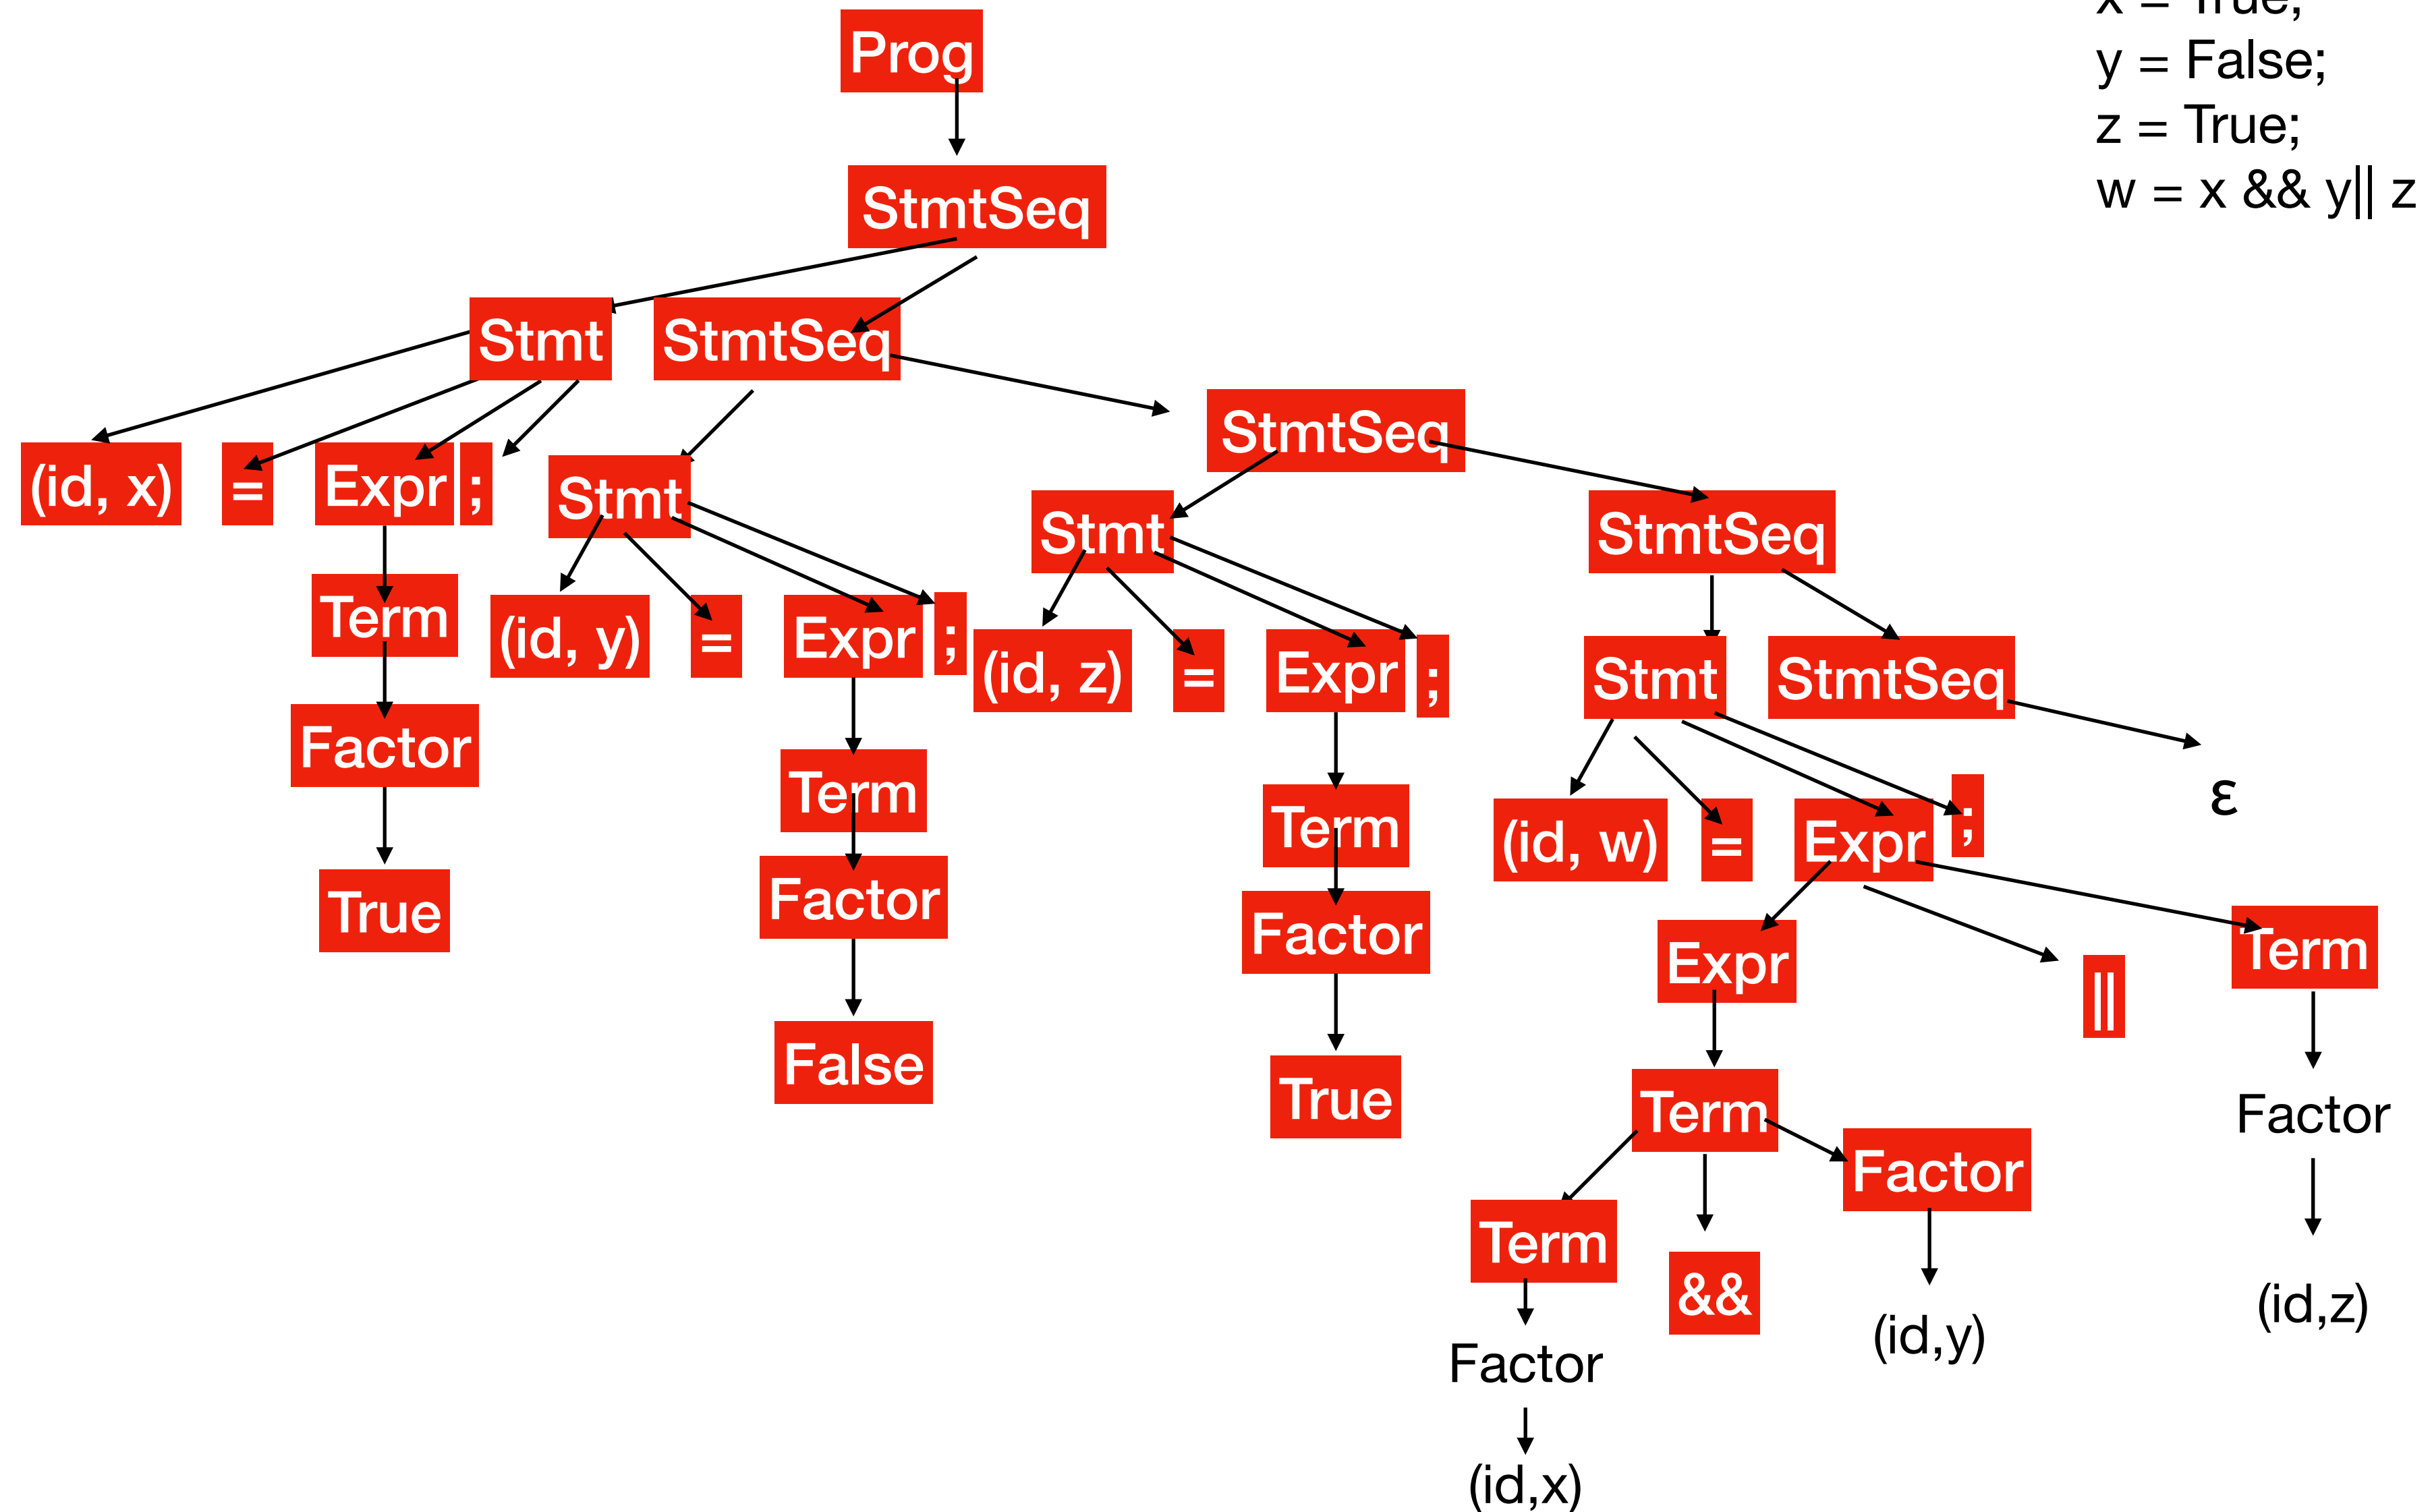 x = True;
y = False;
z = True;
w = x && y|| z
Prog
StmtSeq
Stmt StmtSeq
StmtSeq
(id, x) = Expr ;
Stmt
Stmt
StmtSeq
Term
(id, y) = Expr ;
(id, z) = Expr ;
Stmt StmtSeq
Factor
Term
Term
ε
(id, w) = Expr ;
True
Factor
Factor
Expr
||
Term
False
True
Term
Factor
Factor
Term
&&
(id,y)
(id,z)
Factor
(id,x)